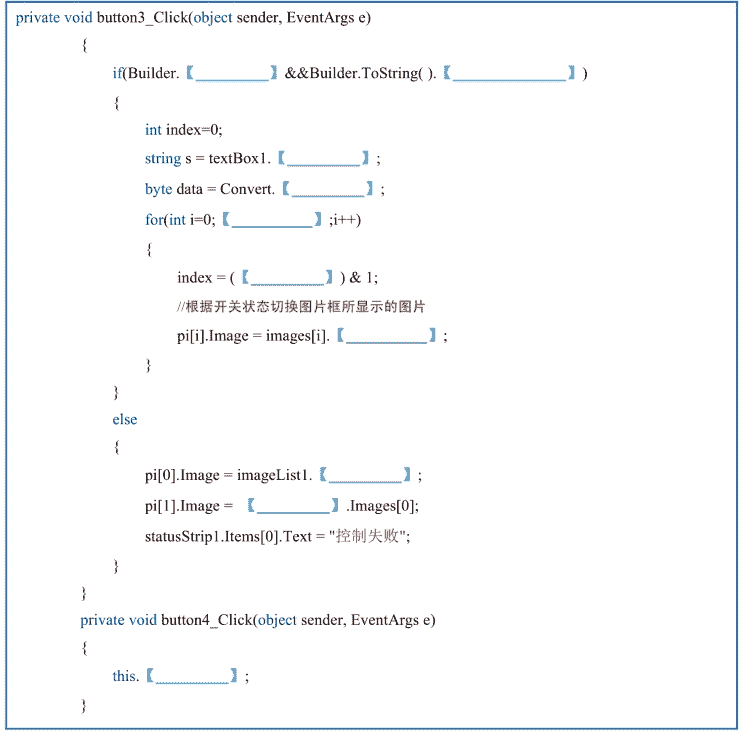 private void button3_Click(object sender, EventArgs e)
{
if(Builder.【__________】&&Builder.ToString( ).【________________】)
{
int index=0;
string s = textBox1.【__________】;
byte data = Convert.【__________】;
for(int i=0;【___________】;i++)
{
index = (【__________】) & 1;
//根据开关状态切换图片框所显示的图片
pi[i].Image = images[i].【___________】;
}
}
else
{
pi[0].Image = imageList1.【__________】;
pi[1].Image = 【__________】.Images[0];
statusStrip1.Items[0].Text = "控制失败";
}
}
private void button4_Click(object sender, EventArgs e)
{
this.【__________】;
}